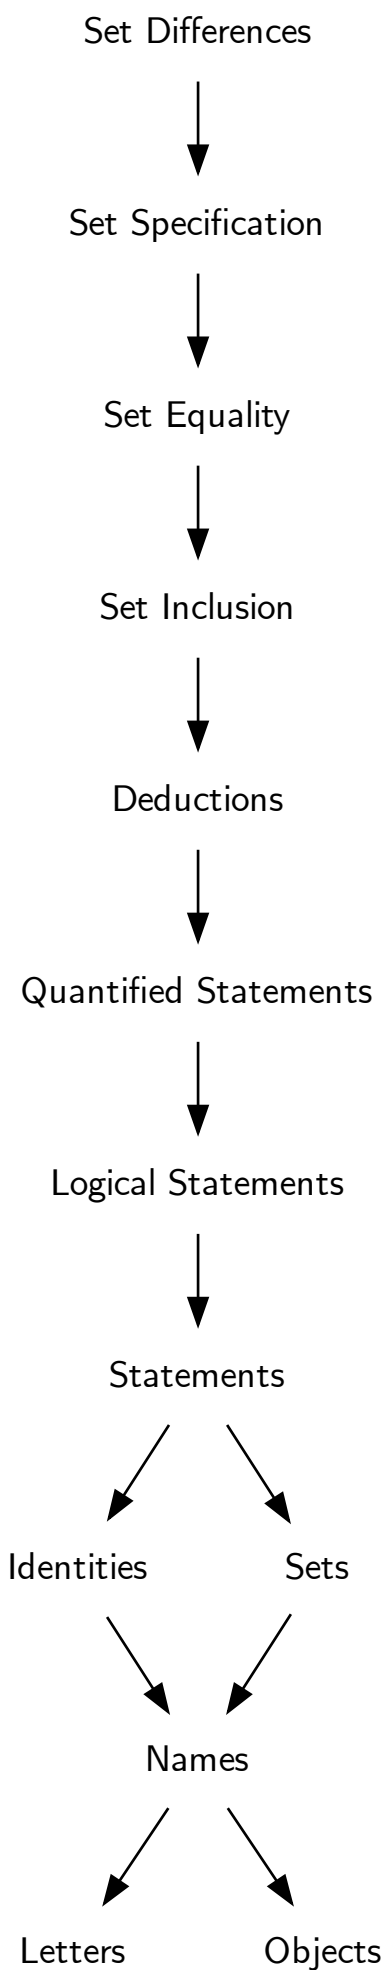 Set Differences
Set Specification
Set Equality
Set Inclusion
Deductions
Quantified Statements
Logical Statements
Statements
Identities
Sets
Names
Letters
Objects